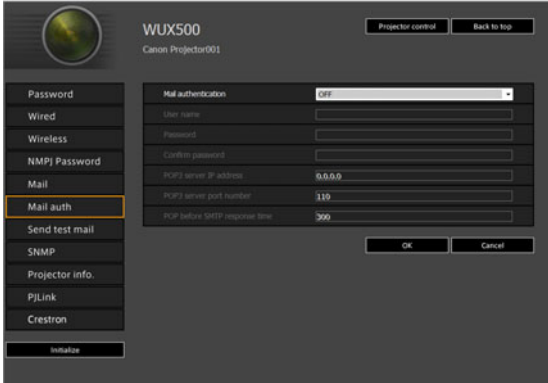 WUX500
Canon Projector001
Projector control
Back to top
Password
Wired
Wireless
NMPJ Password
Mail
Mail auth
Send test mail
SNMP
Projector info.
PJLink
Crestron
Initialize
Mail authentication OFF
User name
Password
Confirm password
POP3 server IP address 0.0.0.0
POP3 server port number 110
POP before SMTP response time 300
OK
Cancel